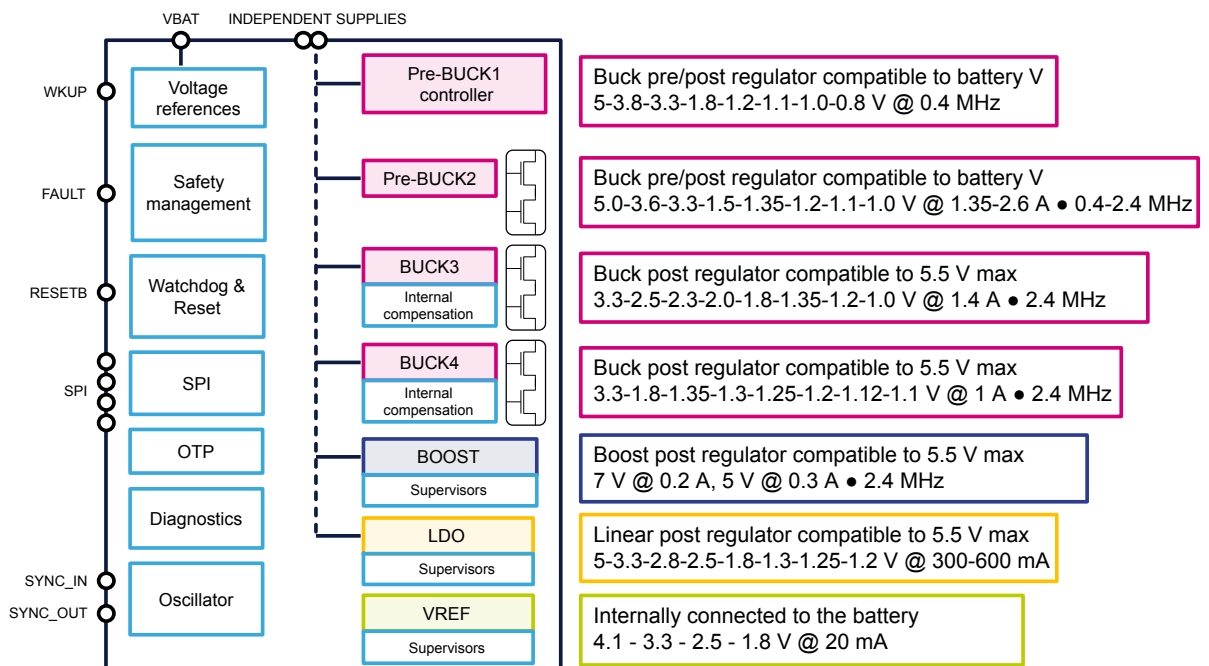 VBAT
INDEPENDENT SUPPLIES
WKUP
Voltage
references
Pre-BUCK1
controller
Buck pre/post regulator compatible to battery V
5-3.8-3.3-1.8-1.2-1.1-1.0-0.8 V @ 0.4 MHz
FAULT
Safety
management
Pre-BUCK2
Buck pre/post regulator compatible to battery V
5.0-3.6-3.3-1.5-1.35-1.2-1.1-1.0 V @ 1.35-2.6 A ● 0.4-2.4 MHz
RESETB
Watchdog &
Reset
BUCK3
Internal
compensation
Buck post regulator compatible to 5.5 V max
3.3-2.5-2.3-2.0-1.8-1.35-1.2-1.0 V @ 1.4 A ● 2.4 MHz
SPI
SPI
BUCK4
Internal
compensation
Buck post regulator compatible to 5.5 V max
3.3-1.8-1.35-1.3-1.25-1.2-1.12-1.1 V @ 1 A ● 2.4 MHz
OTP
BOOST
Supervisors
Boost post regulator compatible to 5.5 V max
7 V @ 0.2 A, 5 V @ 0.3 A ● 2.4 MHz
Diagnostics
LDO
Supervisors
Linear post regulator compatible to 5.5 V max
5-3.3-2.8-2.5-1.8-1.3-1.25-1.2 V @ 300-600 mA
SYNC_IN
SYNC_OUT
Oscillator
VREF
Supervisors
Internally connected to the battery
4.1 - 3.3 - 2.5 - 1.8 V @ 20 mA